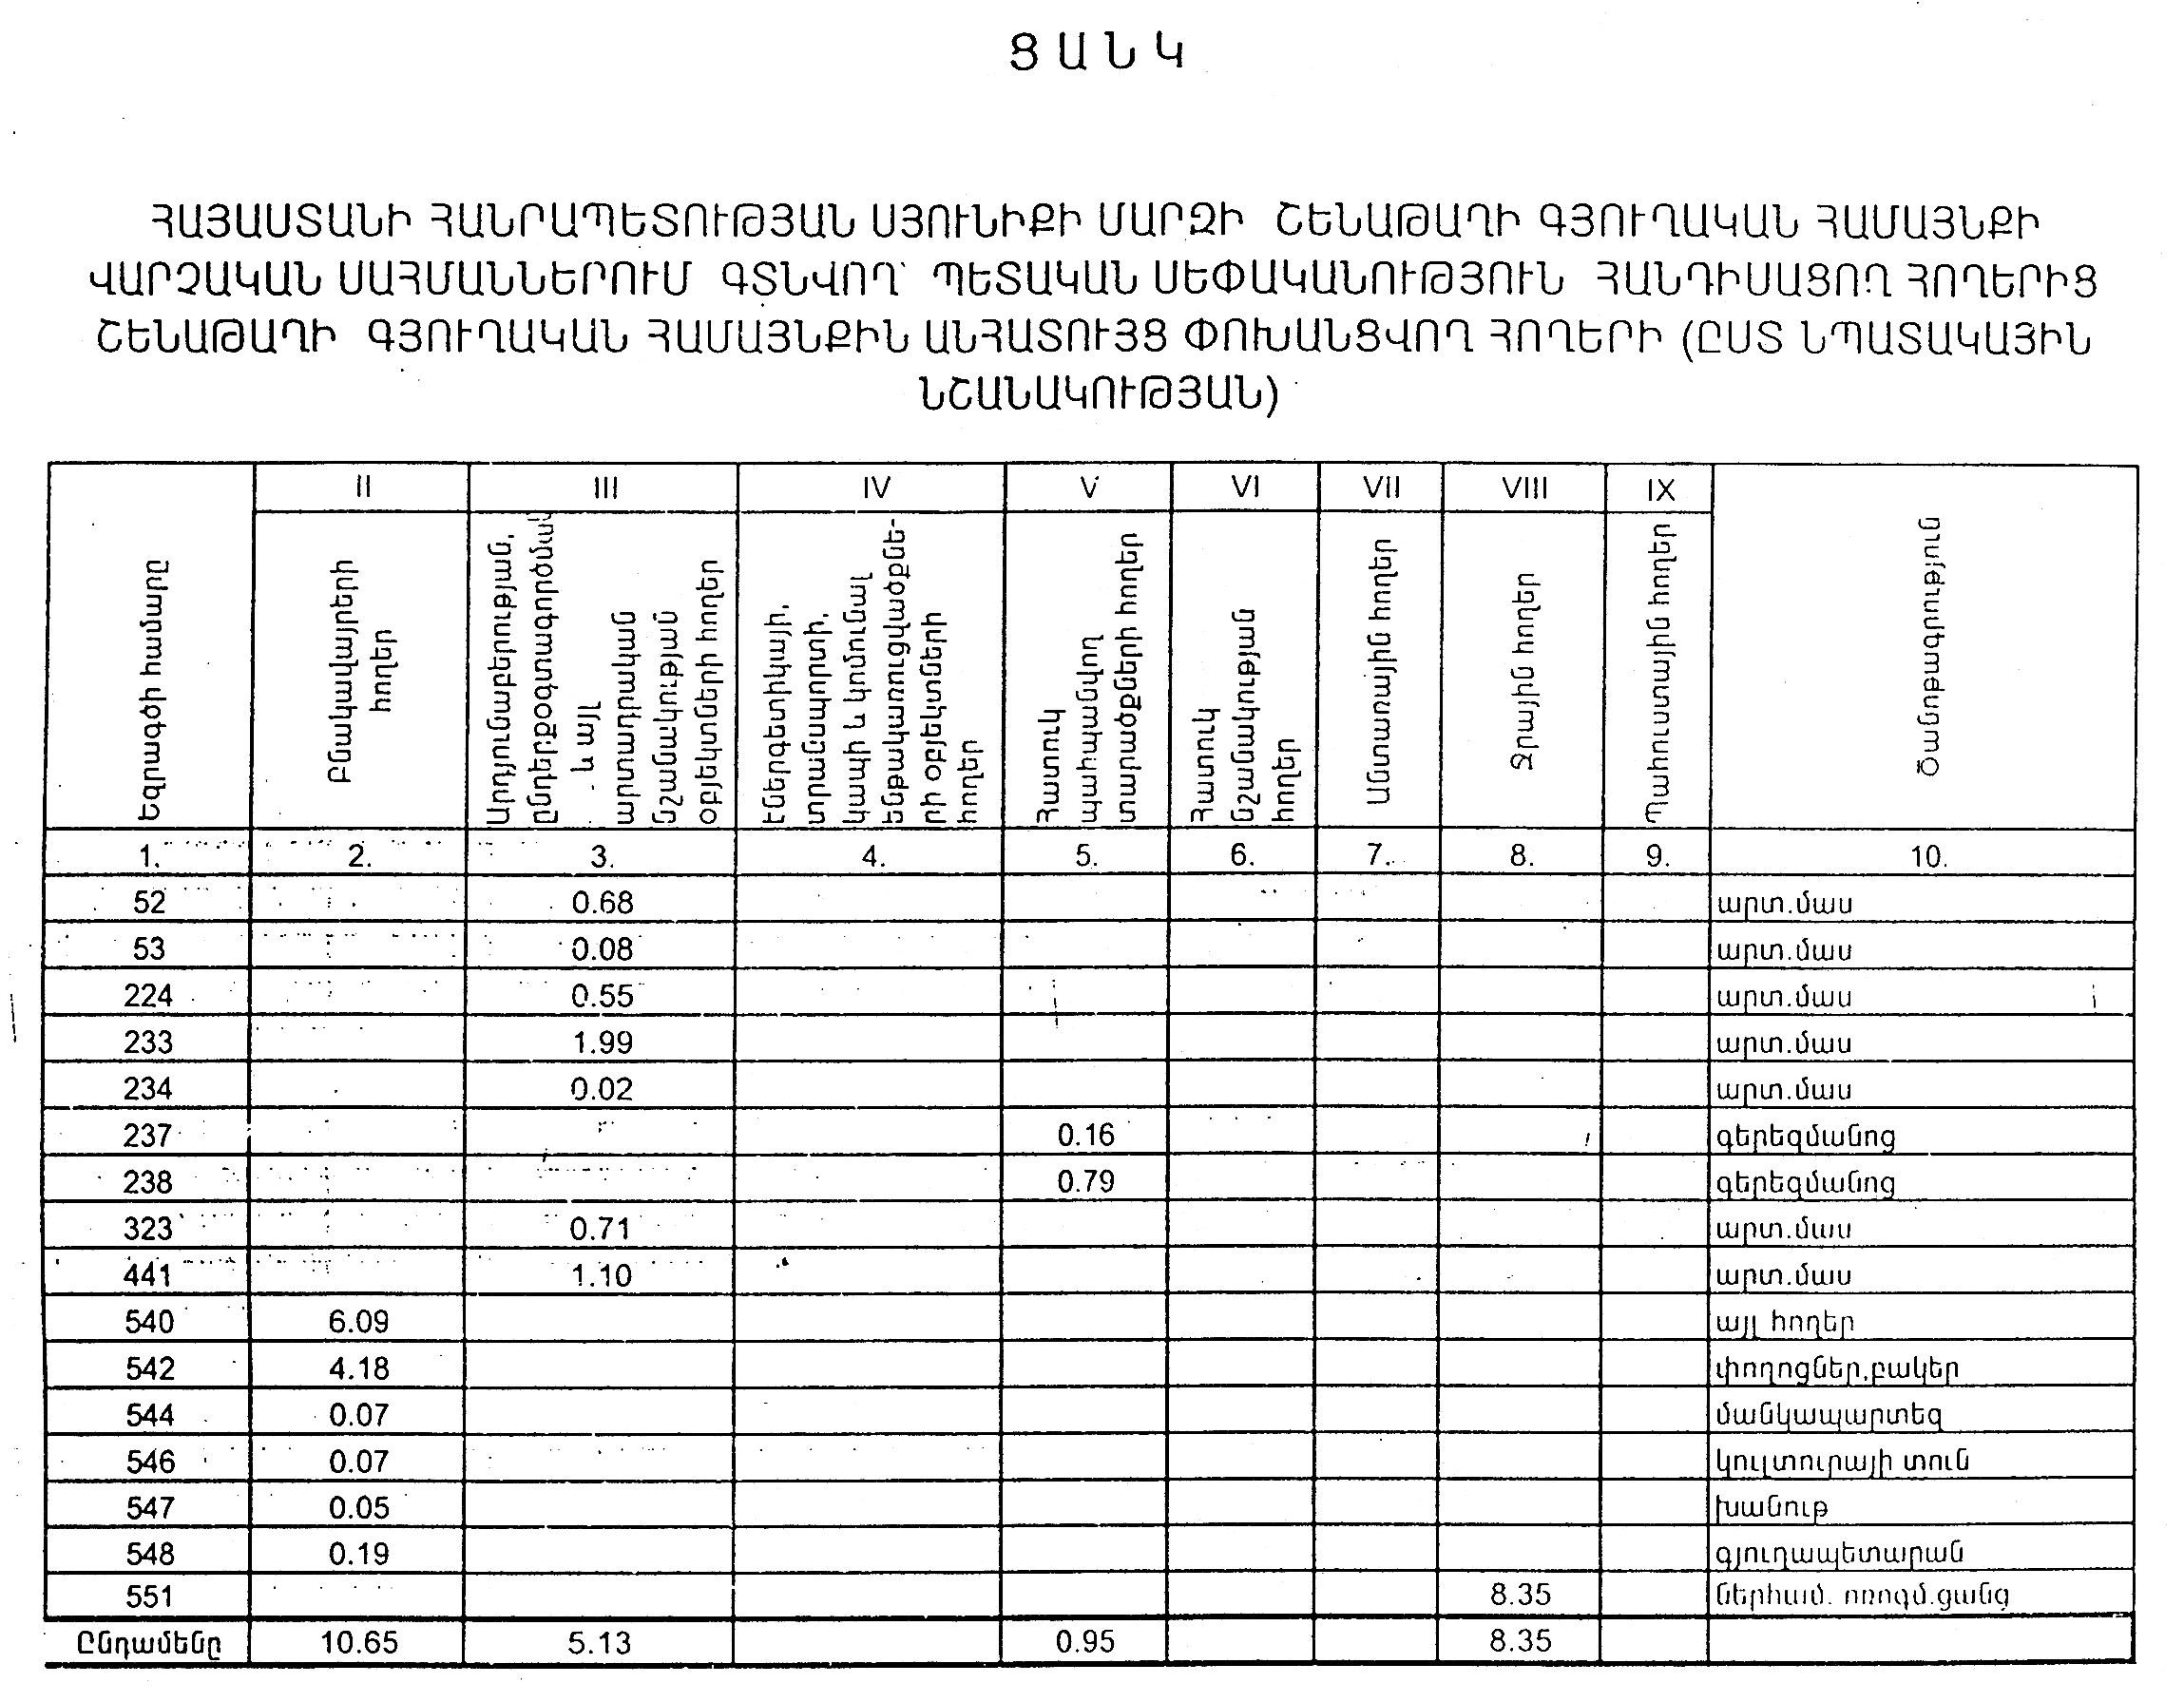 ՑԱՆԿ
ՀԱՅԱՍՏԱՆԻ ՀԱՆՐԱՊԵՏՈՒԹՅԱՆ ՍՅՈՒՆԻՔԻ ՄԱՐԶԻ ՇԵՆԱԹԱՂԻ ԳՅՈՒՂԱԿԱՆ ՀԱՄԱՅՆՔԻ
ՎԱՐՉԱԿԱՆ ՍԱՀՄԱՆՆԵՐՈՒՄ ԳՏՆՎՈՂ՝ ՊԵՏԱԿԱՆ ՍԵՓԱԿԱՆՈՒԹՅՈՒՆ ՀԱՆԴԻՍԱՑՈՂ ՀՈՂԵՐԻՑ
ՇԵՆԱԹԱՂԻ ԳՅՈՒՂԱԿԱՆ ՀԱՄԱՅՆՔԻՆ ԱՆՀԱՏՈՒՅՑ ՓՈԽԱՆՑՎՈՂ ՀՈՂԵՐԻ (ԸՍՏ ՆՊԱՏԱԿԱՅԻՆ
ՆՇԱՆԱԿՈՒԹՅԱՆ)
II III IV V VI VII VIII IX
Եզրագծի համարը
Բնակավայրերի
հողեր
Արդյունաբերության,
ընդերքօգտագործման
և այլ
արտադրական
նշանակության
օբյեկտների հողեր
Էներգետիկայի,
տրանսպորտի,
կապի և կոմունալ
ենթակառուցվածքնե-
րի օբյեկտների
հողեր
Հատուկ
պահպանվող
տարածքների հողեր
Հատուկ
նշանակության
հողեր
Անտառային հողեր
Ջրային հողեր
Պահուստային հողեր
Ծանոթագրություն
1. 2. 3. 4. 5. 6. 7. 8. 9. 10.
52 0.68 արտ.մաս
53 0.08 արտ.մաս
224 0.55 արտ.մաս
233 1.99 արտ.մաս
234 0.02 արտ.մաս
237 0.16 գերեզմանոց
238 0.79 գերեզմանոց
323 0.71 արտ.մաս
441 1.10 արտ.մաս
540 6.09 այլ հողեր
542 4.18 փողոցներ,բակեր
544 0.07 մանկապարտեզ
546 0.07 կուլտուրայի տուն
547 0.05 խանութ
548 0.19 գյուղապետարան
551 8.35 ներհամ. ոռոգմ.ցանց
Ընդամենը 10.65 5.13 0.95 8.35